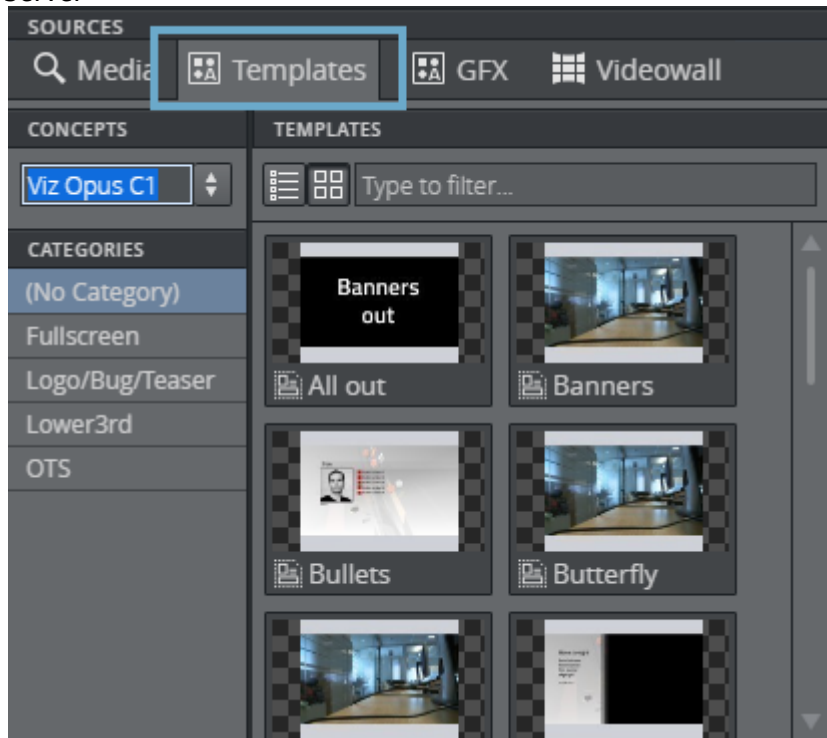 Server
SOURCES
Media
Templates
GFX
Videowall
CONCEPTS
TEMPLATES
Viz Opus C1
Type to filter...
CATEGORIES
(No Category)
Fullscreen
Logo/Bug/Teaser
Lower3rd
OTS
Banners
out
All out
Banners
Bullets
Butterfly